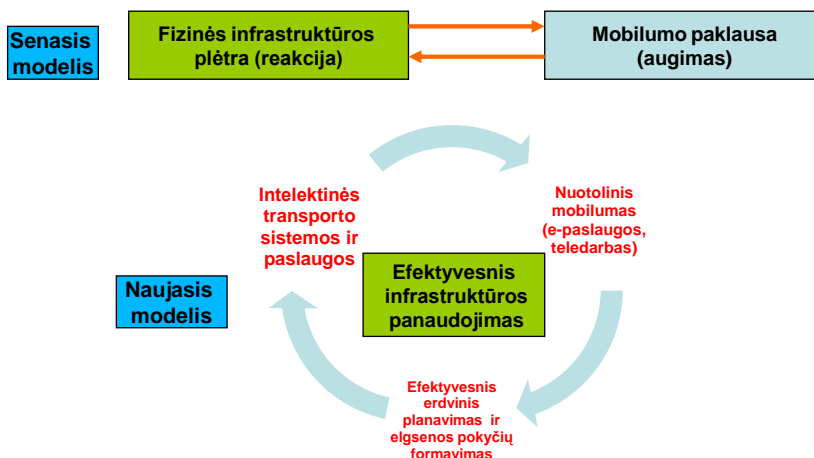 Senasis
modelis
Fizinės infrastruktūros
plėtra (reakcija)
Mobilumo paklausa
(augimas)
Intelektinės
transporto
sistemos ir
paslaugos
Nuotolinis
mobilumas
(e-paslaugos,
teledarbas)
Naujasis
modelis
Efektyvesnis
infrastruktūros
panaudojimas
Efektyvesnis
erdvinis
planavimas ir
elgsenos pokyčių
formavimas